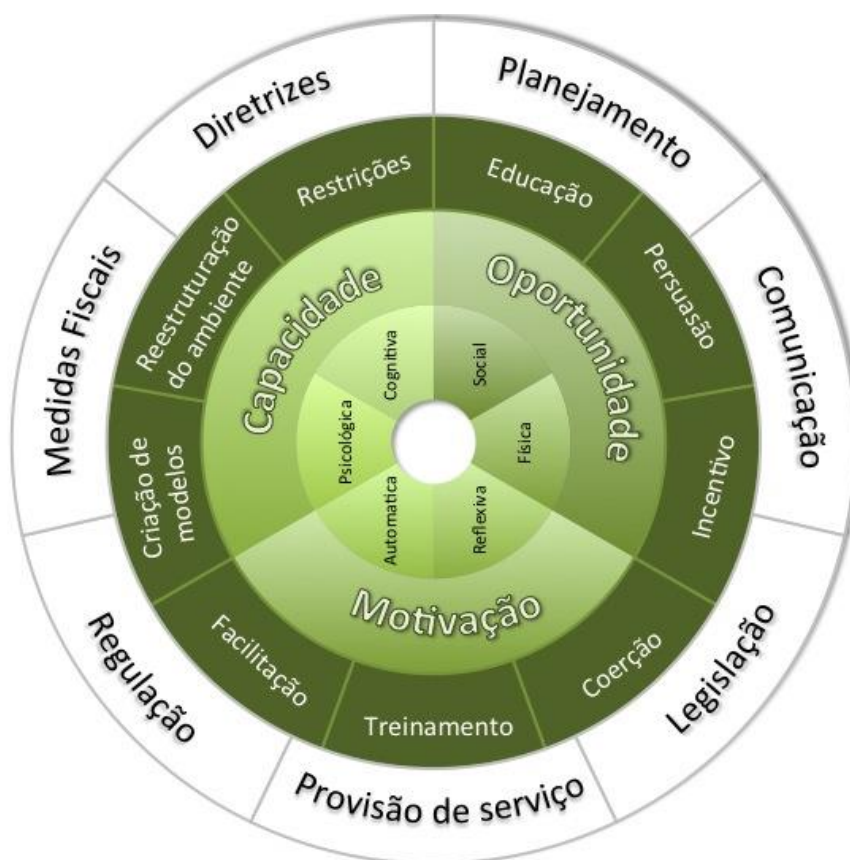 Diretrizes
Planejamento
Comunicação
Legislação
Provisão de serviço
Regulação
Medidas Fiscais
Restrições
Educação
Persuasão
Incentivo
Coerção
Treinamento
Facilitação
Criação de
modelos
Reestruturação
do ambiente
Capacidade
Oportunidade
Motivação
Cognitiva
Social
Física
Reflexiva
Automatica
Psicológica